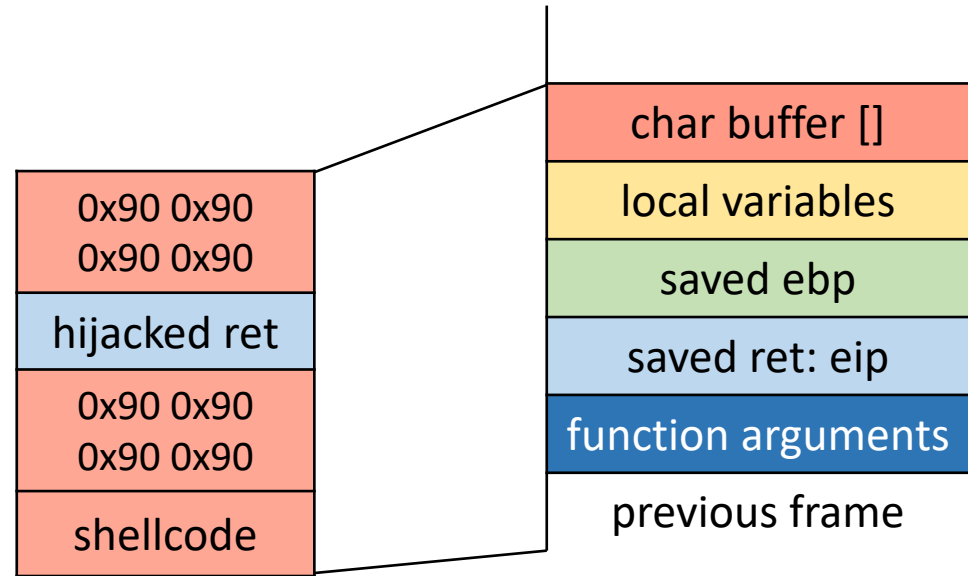 0x90 0x90
0x90 0x90
hijacked ret
0x90 0x90
0x90 0x90
shellcode
char buffer []
local variables
saved ebp
saved ret: eip
function arguments
previous frame